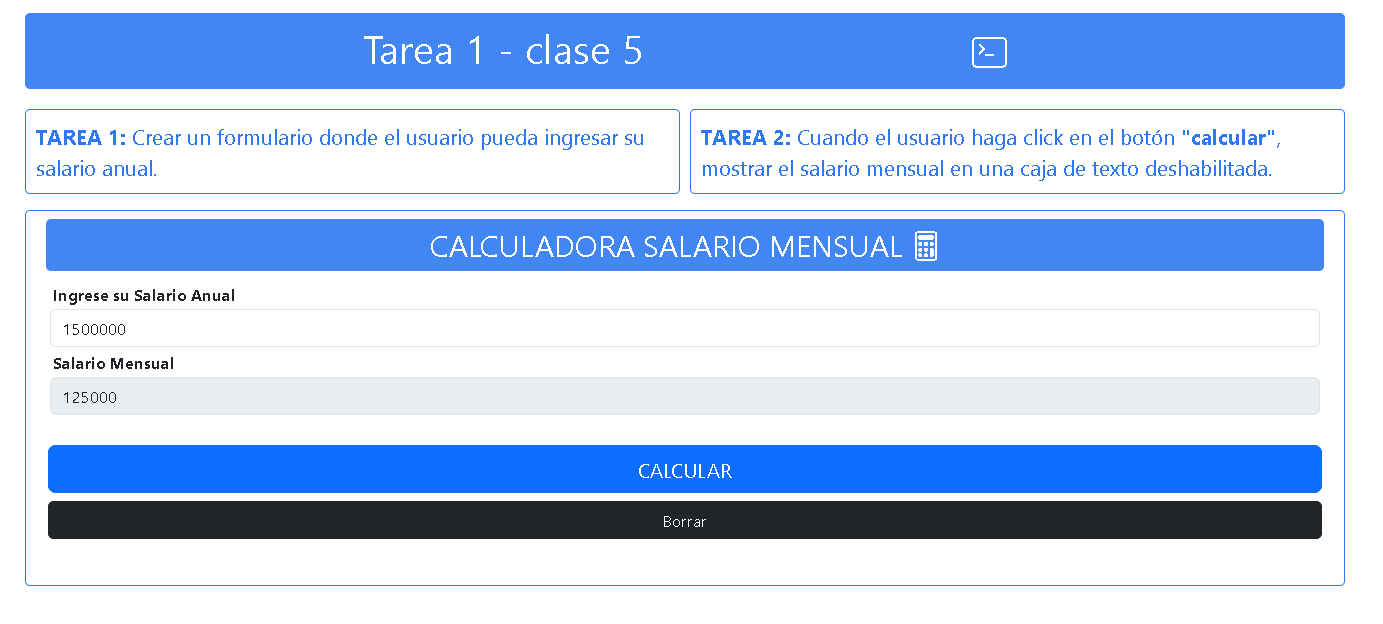 Tarea 1 - clase 5
TAREA 1: Crear un formulario donde el usuario pueda ingresar su
salario anual.
TAREA 2: Cuando el usuario haga click en el botón "calcular",
mostrar el salario mensual en una caja de texto deshabilitada.
CALCULADORA SALARIO MENSUAL
Ingrese su Salario Anual
1500000
Salario Mensual
125000
CALCULAR
Borrar